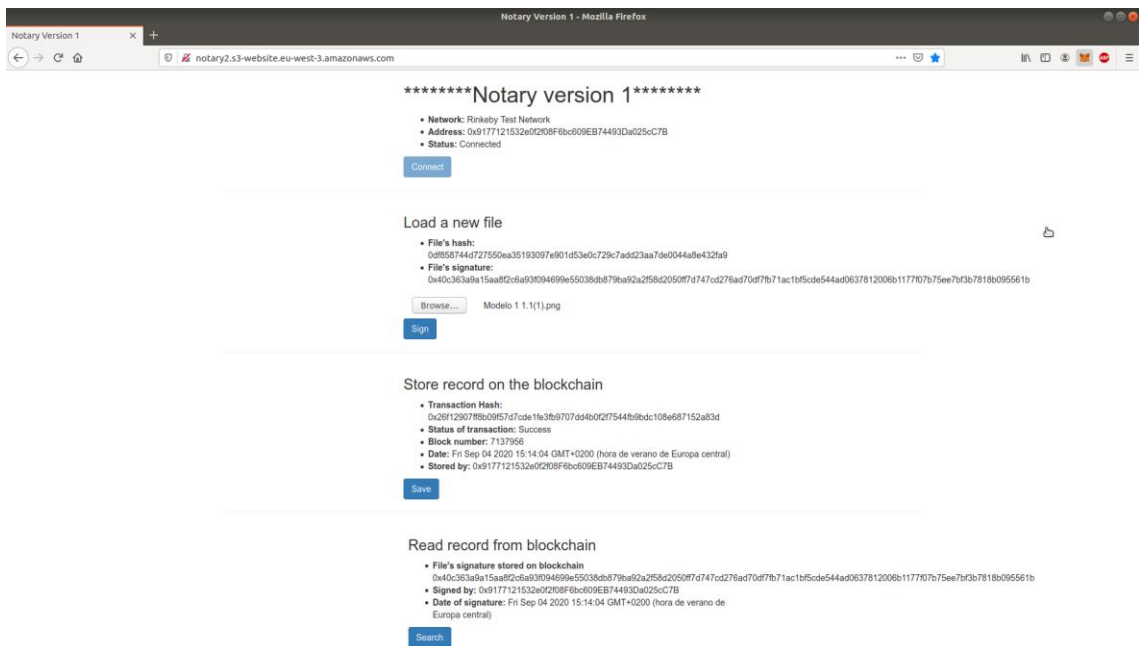 Notary Version 1 - Mozilla Firefox
Notary Version 1
notary2.s3-website.eu-west-3.amazonaws.com
********Notary version 1********
Network: Rinkeby Test Network
Address: 0x9177121532e0f2f08F6bc609EB74493Da025cC7B
Status: Connected
Connect
Load a new file
File's hash:
0df858744d727550ea35193097e901d53e0c729c7add23aa7de0044a8e432fa9
File's signature:
0x40c363a9a15aa8f2c6a93f094699e55038db879ba92a2f58d2050ff7d747cd276ad70df7fb71ac1bf5cde544ad0637812006b1177f07b75ee7bf3b7818b095561b
Browse... Modelo 1 1.1(1).png
Sign
Store record on the blockchain
Transaction Hash:
0x26f12907ff8b09f57d7cde1fe3fb9707dd4b0f2f7544fb9bdc108e687152a83d
Status of transaction: Success
Block number: 7137956
Date: Fri Sep 04 2020 15:14:04 GMT+0200 (hora de verano de Europa central)
Stored by: 0x9177121532e0f2f08F6bc609EB74493Da025cC7B
Save
Read record from blockchain
File's signature stored on blockchain
0x40c363a9a15aa8f2c6a93f094699e55038db879ba92a2f58d2050ff7d747cd276ad70df7fb71ac1bf5cde544ad0637812006b1177f07b75ee7bf3b7818b095561b
Signed by: 0x9177121532e0f2f08F6bc609EB74493Da025cC7B
Date of signature: Fri Sep 04 2020 15:14:04 GMT+0200 (hora de verano de
Europa central)
Search